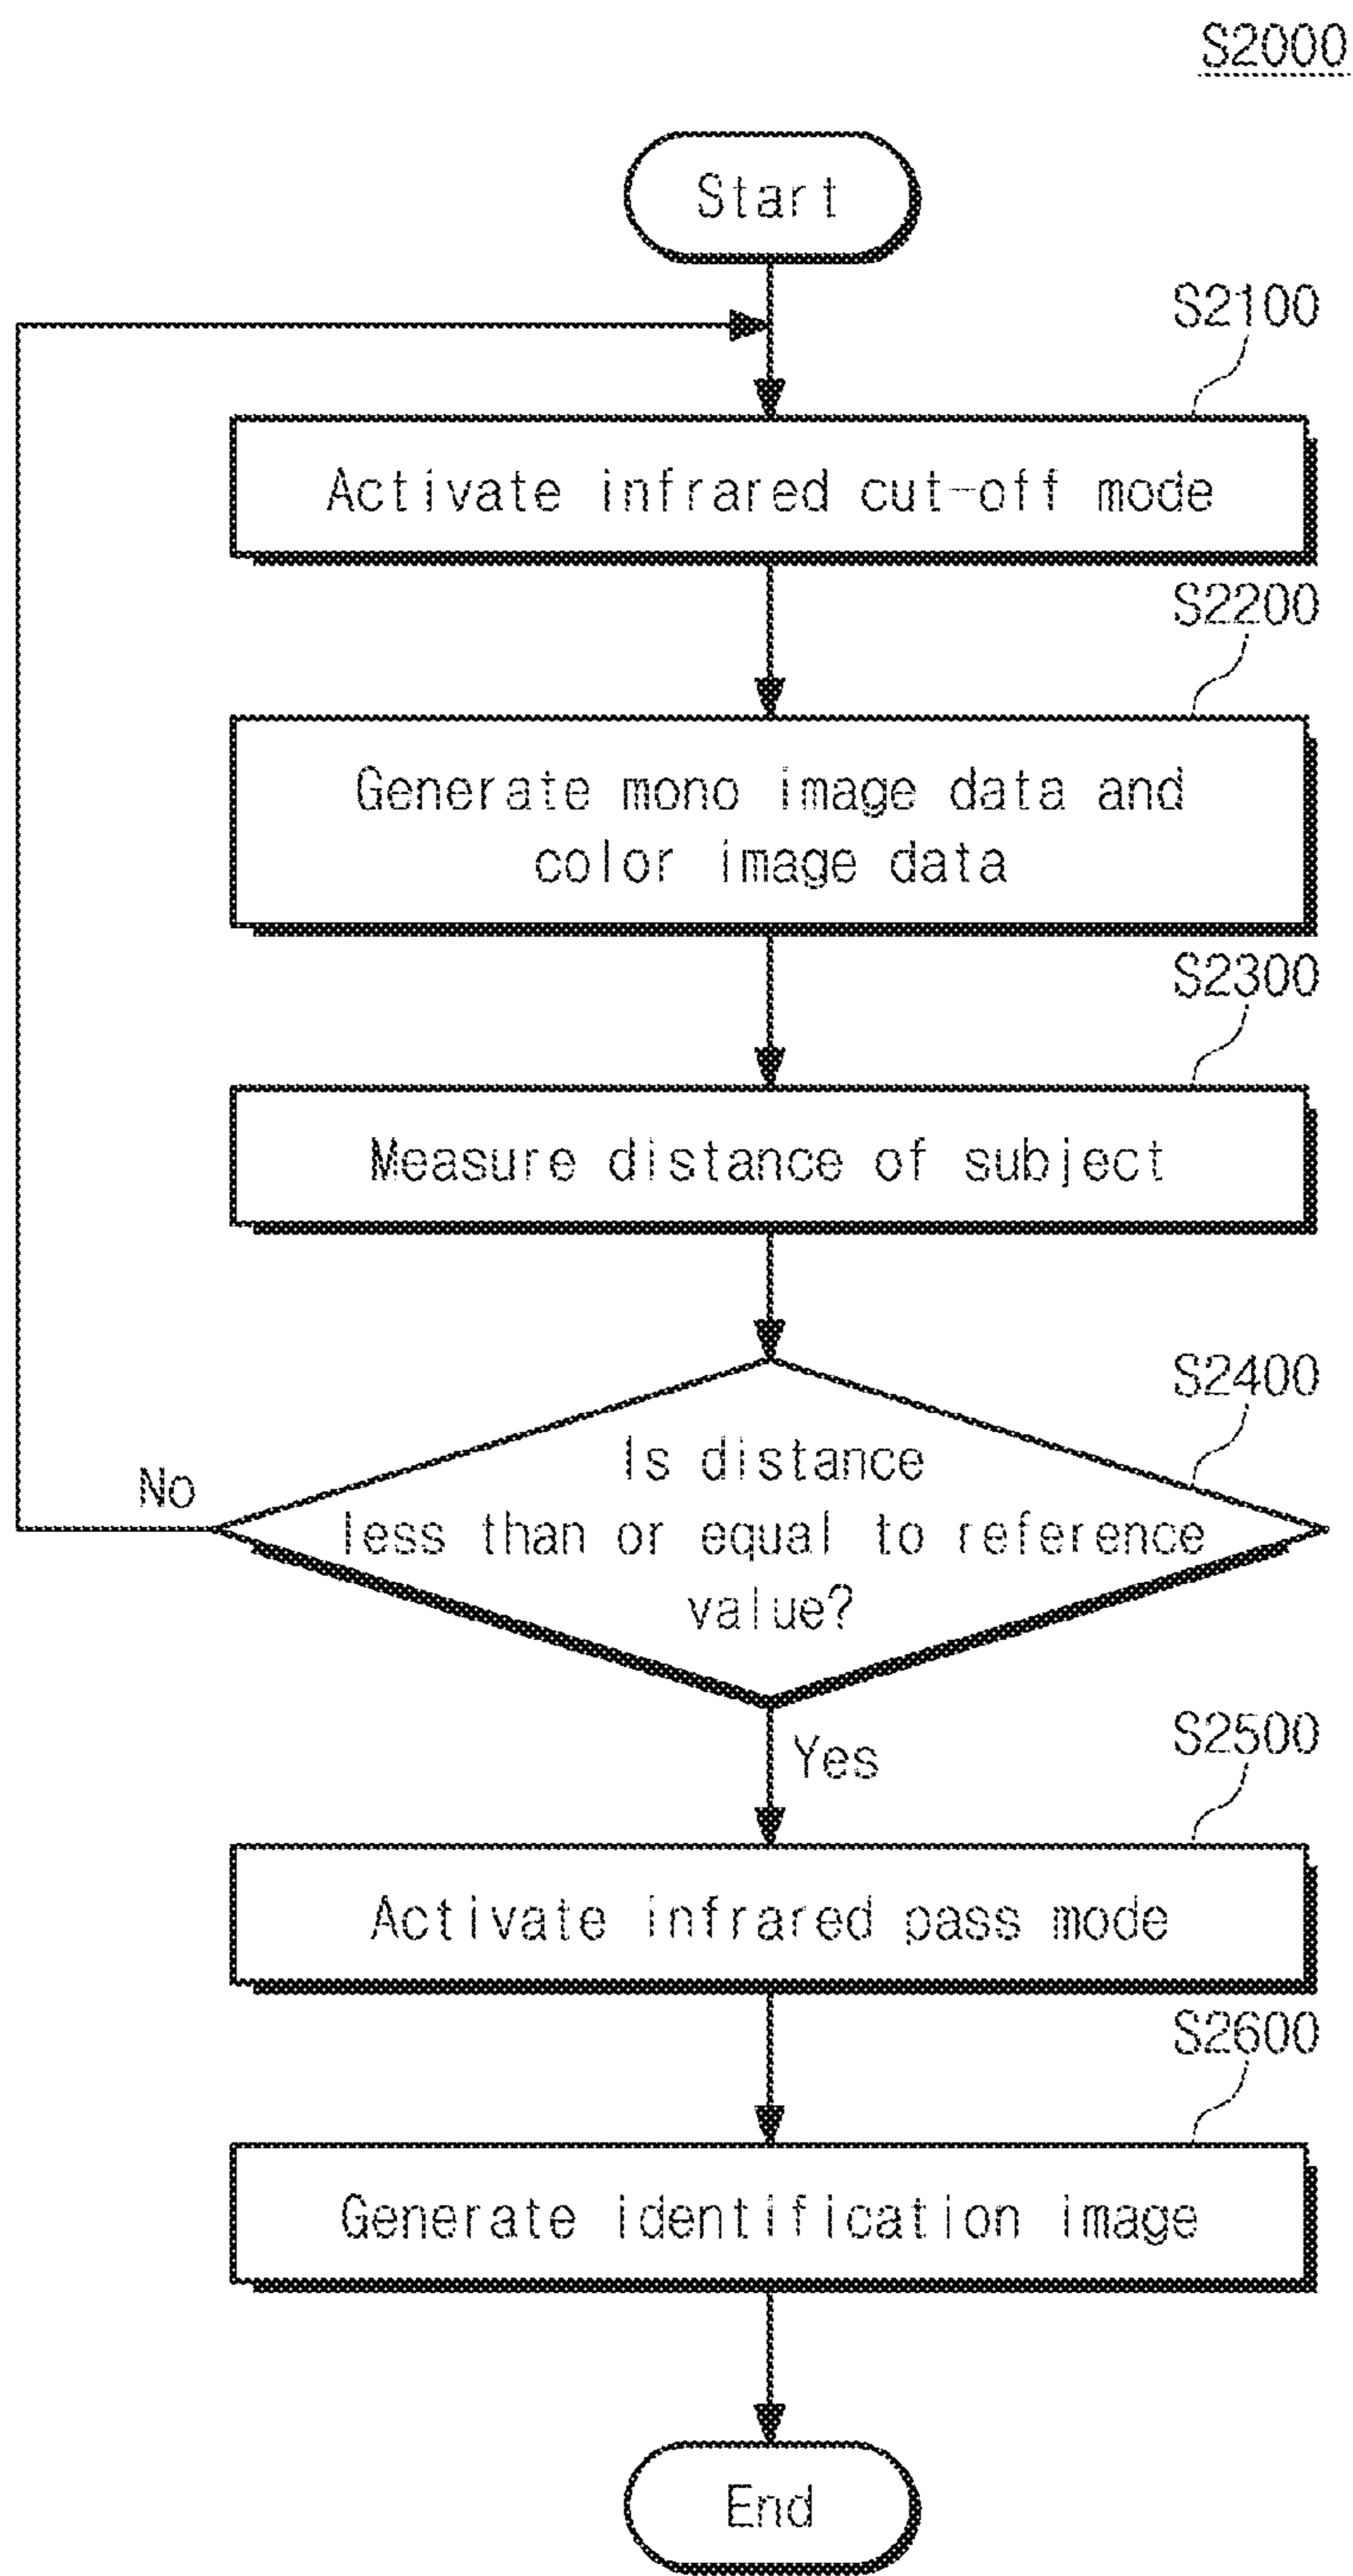 S2000
Start
S2100
Activate infrared cut-off mode
S2200
Generate mono image data and
color image data
S2300
Measure distance of subject
S2400
Is distance
less than or equal to reference
value?
No
Yes
S2500
Activate infrared pass mode
S2600
Generate identification image
End